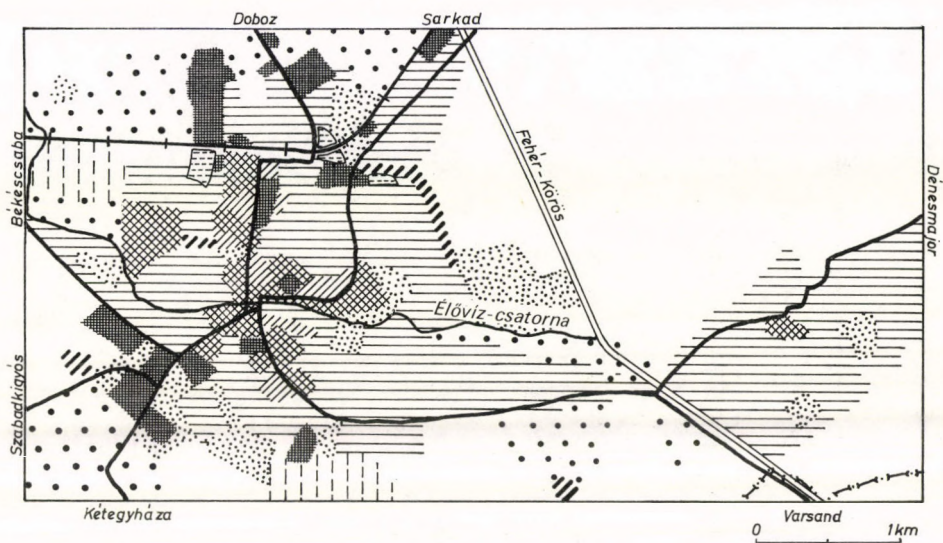 Doboz
Sarkad
Békéscsaba
Fehér-Körös
Dénesmajor
Élővíz-csatorna
Szabadkígyós
Kétegyháza
Varsand
0 1km